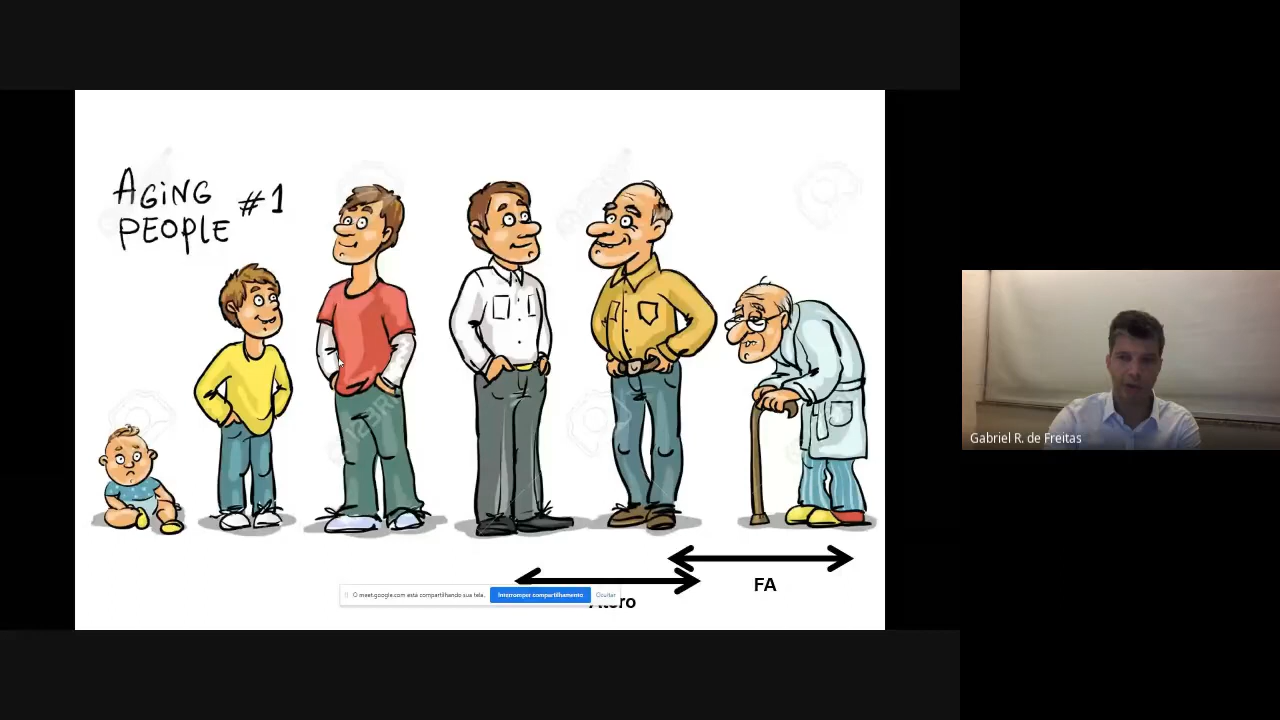 AGING
PEOPLE #1
FA
O meet.google.com está compartilhando sua tela.
Interromper compartilhamento
Ocultar
Gabriel R. de Freitas